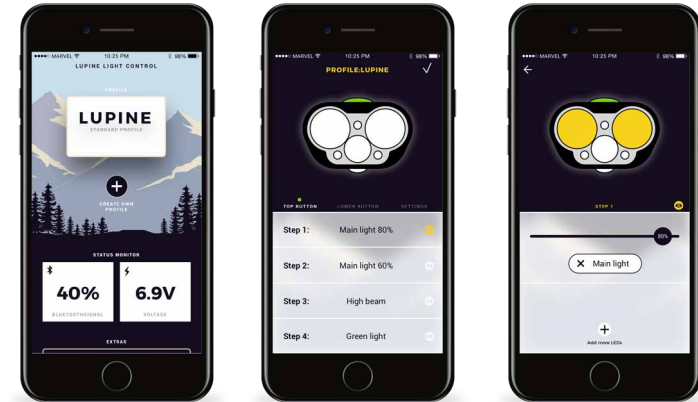 MARVEL 10:25 PM 98%
LUPINE LIGHT CONTROL
PROFILE
LUPINE
STANDARD PROFILE
CREATE OWN
PROFILE
STATUS MONITOR
40%
BLUETOOTHSIGNAL
6.9V
VOLTAGE
EXTRAS
MARVEL 10:25 PM 98%
PROFILE:LUPINE
TOP BUTTON LOWER BUTTON SETTINGS
Step 1: Main light 80%
Step 2: Main light 60%
Step 3: High beam
Step 4: Green light
MARVEL 10:25 PM 98%
STEP 1
80%
Main light
Add more LEDs